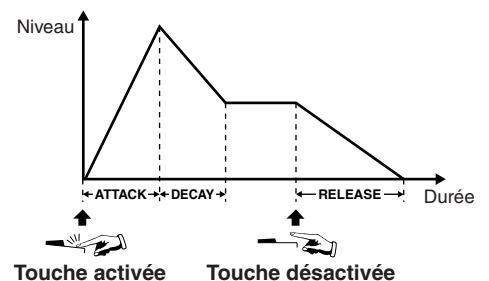 Niveau
ATTACK DECAY RELEASE Durée
Touche activée Touche désactivée